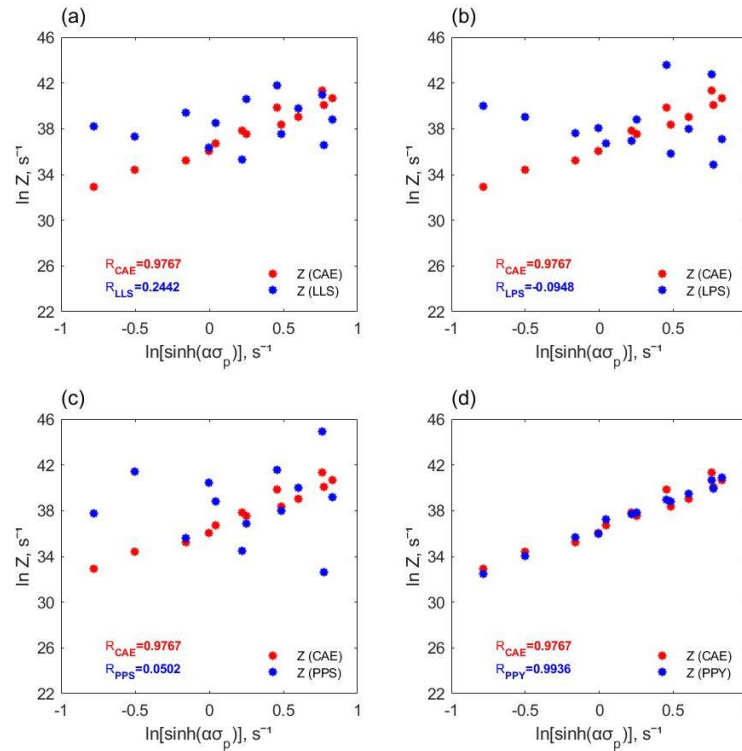 (a)
46
42
38
34
30
26
22
ln Z, s⁻¹
R_CAE=0.9767
R_LLS=0.2442
Z (CAE)
Z (LLS)
-1 -0.5 0 0.5 1
ln[sinh(ασ_p)], s⁻¹
(b)
46
42
38
34
30
26
22
ln Z, s⁻¹
R_CAE=0.9767
R_LPS=-0.0948
Z (CAE)
Z (LPS)
-1 -0.5 0 0.5
ln[sinh(ασ_p)], s⁻¹
(c)
46
42
38
34
30
26
22
ln Z, s⁻¹
R_CAE=0.9767
R_PPS=0.0502
Z (CAE)
Z (PPS)
-1 -0.5 0 0.5 1
ln[sinh(ασ_p)], s⁻¹
(d)
46
42
38
34
30
26
22
ln Z, s⁻¹
R_CAE=0.9767
R_PPY=0.9936
Z (CAE)
Z (PPY)
-1 -0.5 0 0.5
ln[sinh(ασ_p)], s⁻¹